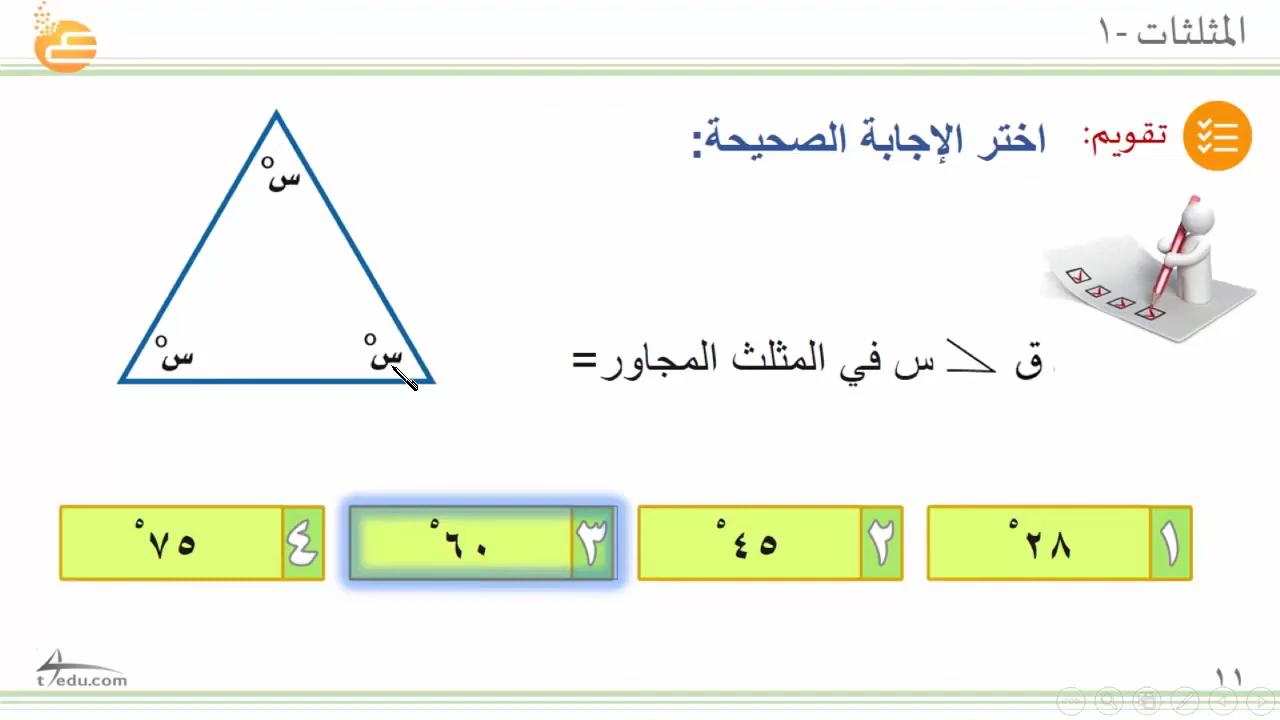 المثلثات -١
تقويم: اختر الإجابة الصحيحة:
س°
س° س°
ق س في المثلث المجاور=
١ ٢٨°
٢ ٤٥°
٣ ٦٠°
٤ ٧٥°
t4edu.com
١١